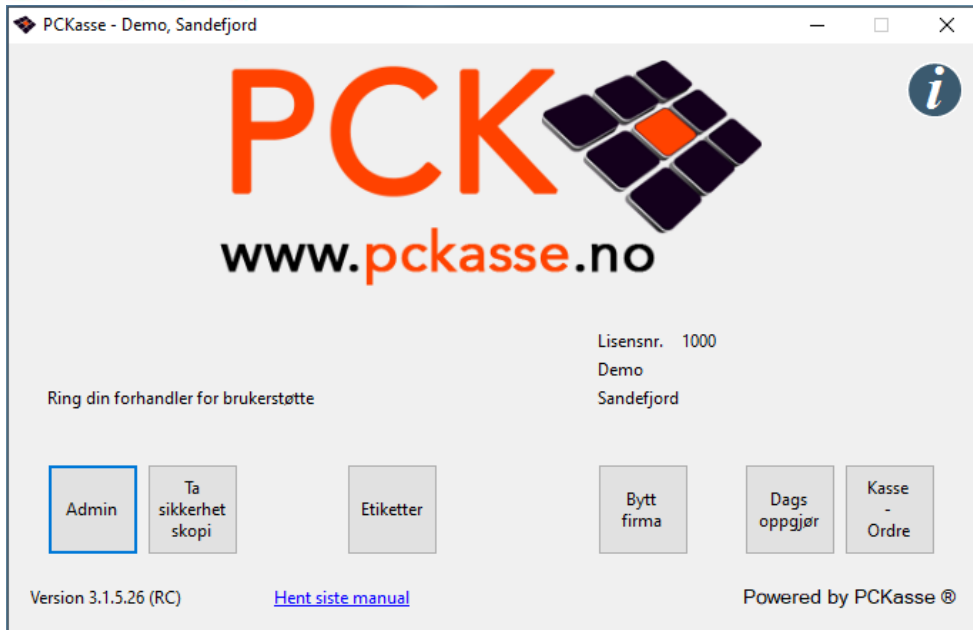 PCKasse - Demo, Sandefjord
PCK
i
www.pckasse.no
Lisensnr. 1000
Demo
Ring din forhandler for brukerstøtte
Sandefjord
Admin
Ta
sikkerhet
skopi
Etiketter
Bytt
firma
Dags
oppgjør
Kasse
-
Ordre
Version 3.1.5.26 (RC)
Hent siste manual
Powered by PCKasse ®